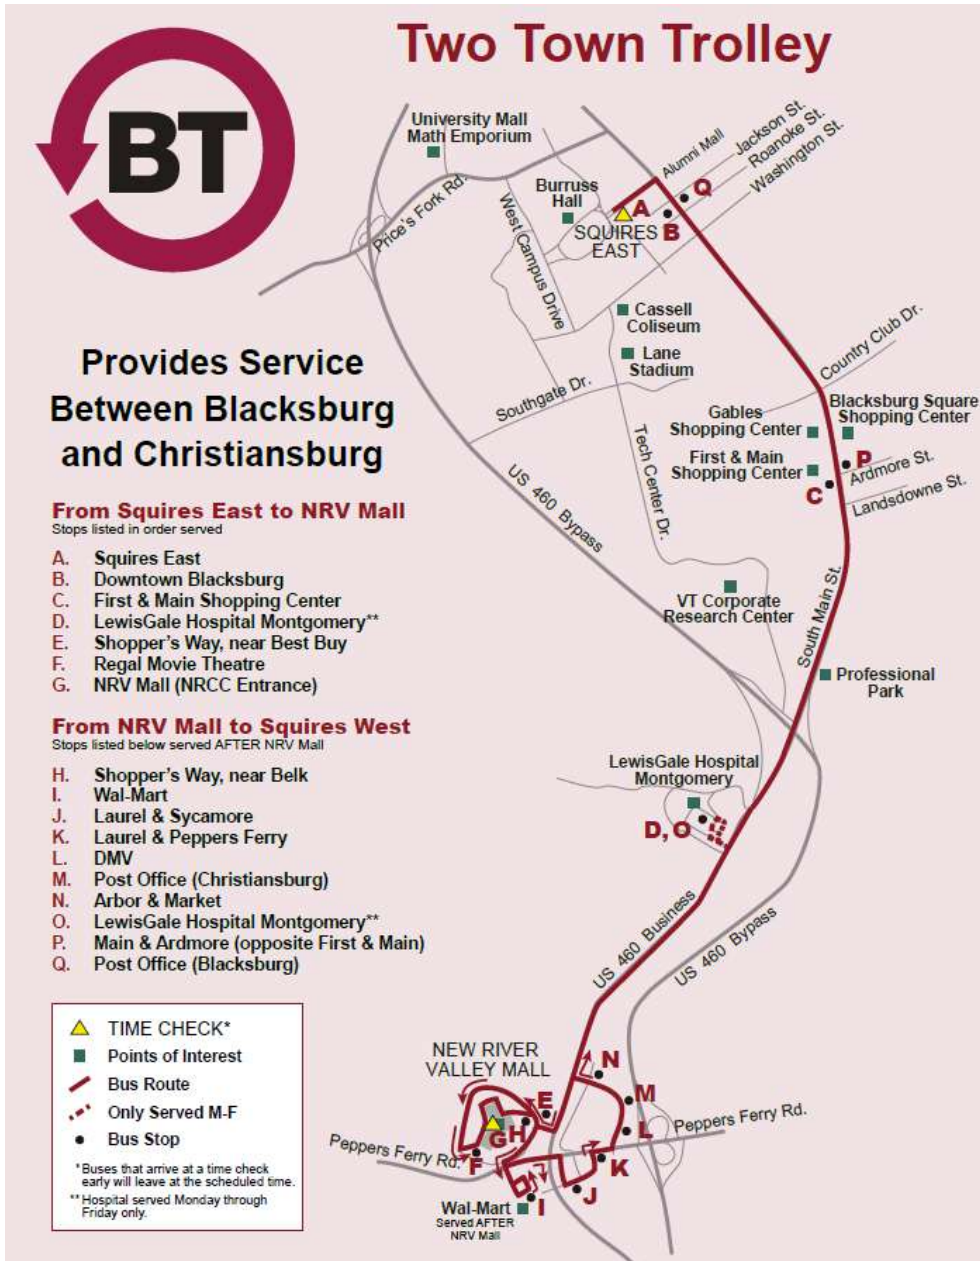 Two Town Trolley
BT
University Mall
Math Emporium
Price's Fork Rd.
Burruss
Hall
West Campus Drive
Alumni Mall
Jackson St.
Roanoke St.
Washington St.
A
Q
B
SQUIRES
EAST
Cassell
Coliseum
Lane
Stadium
Southgate Dr.
Country Club Dr.
Provides Service
Between Blacksburg
and Christiansburg
Gables
Shopping Center
Blacksburg Square
Shopping Center
First & Main
Shopping Center
P
C
Ardmore St.
Landsdowne St.
Tech Center Dr.
US 460 Bypass
VT Corporate
Research Center
South Main St.
Professional
Park
LewisGale Hospital
Montgomery
D, O
US 460 Business
US 460 Bypass
From Squires East to NRV Mall
Stops listed in order served
A. Squires East
B. Downtown Blacksburg
C. First & Main Shopping Center
D. LewisGale Hospital Montgomery**
E. Shopper's Way, near Best Buy
F. Regal Movie Theatre
G. NRV Mall (NRCC Entrance)
From NRV Mall to Squires West
Stops listed below served AFTER NRV Mall
H. Shopper's Way, near Belk
I. Wal-Mart
J. Laurel & Sycamore
K. Laurel & Peppers Ferry
L. DMV
M. Post Office (Christiansburg)
N. Arbor & Market
O. LewisGale Hospital Montgomery**
P. Main & Ardmore (opposite First & Main)
Q. Post Office (Blacksburg)
TIME CHECK*
Points of Interest
Bus Route
Only Served M-F
Bus Stop
*Buses that arrive at a time check
early will leave at the scheduled time.
**Hospital served Monday through
Friday only.
NEW RIVER
VALLEY MALL
N
M
E
L
G
H
F
K
J
I
Peppers Ferry Rd.
Peppers Ferry Rd.
Wal-Mart
Served AFTER
NRV Mall